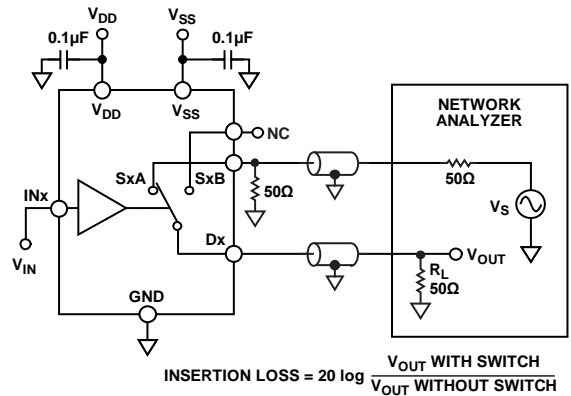 VDD
VSS
0.1µF
0.1µF
VDD
VSS
NC
SxA
SxB
INx
50Ω
Dx
VIN
GND
NETWORK
ANALYZER
50Ω
VS
VOUT
RL
50Ω
INSERTION LOSS = 20 log VOUT WITH SWITCH
VOUT WITHOUT SWITCH